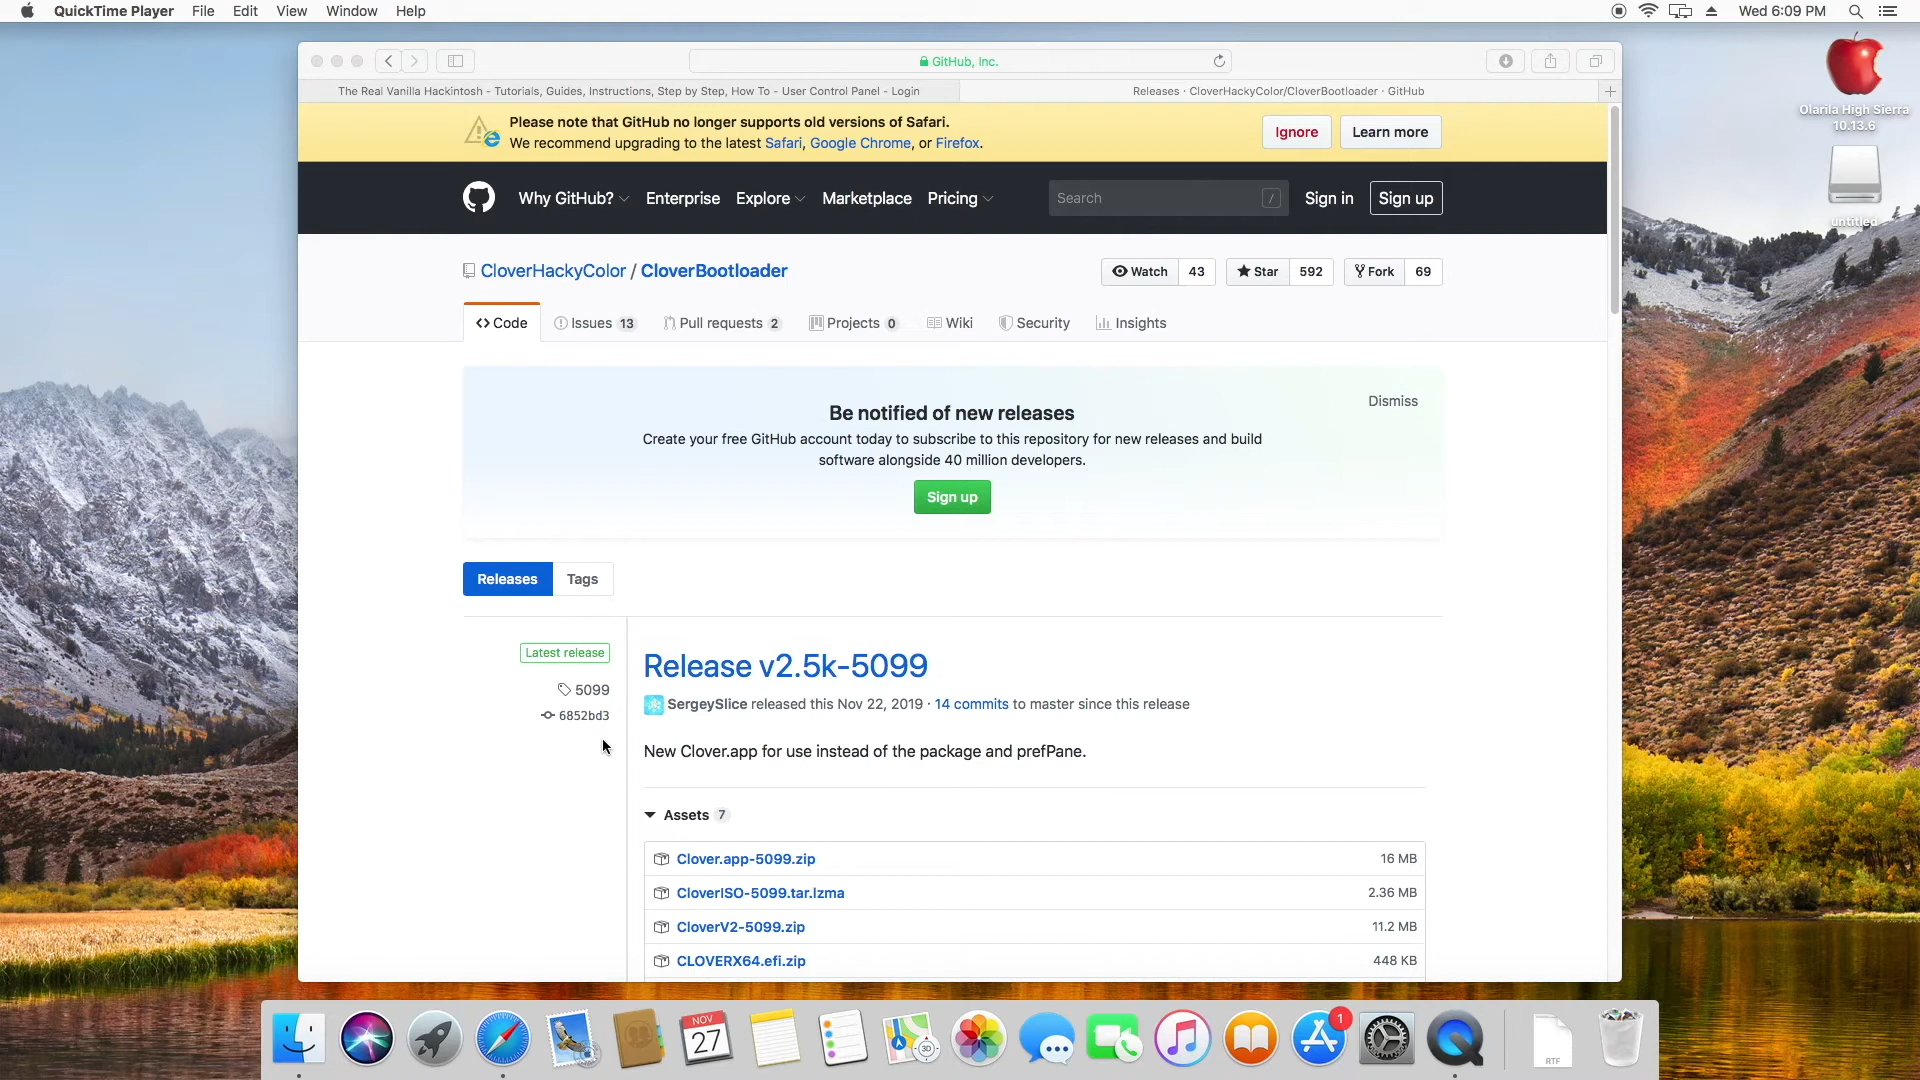 QuickTime Player File Edit View Window Help
Wed 6:09 PM
GitHub, Inc.
The Real Vanilla Hackintosh - Tutorials, Guides, Instructions, Step by Step, How To - User Control Panel - Login
Releases · CloverHackyColor/CloverBootloader · GitHub
Olarila High Sierra
10.13.6
untitled
Please note that GitHub no longer supports old versions of Safari.
We recommend upgrading to the latest Safari, Google Chrome, or Firefox.
Ignore
Learn more
Why GitHub? Enterprise Explore Marketplace Pricing
Search /
Sign in
Sign up
CloverHackyColor / CloverBootloader
Watch 43
Star 592
Fork 69
Code
Issues 13
Pull requests 2
Projects 0
Wiki
Security
Insights
Dismiss
Be notified of new releases
Create your free GitHub account today to subscribe to this repository for new releases and build
software alongside 40 million developers.
Sign up
Releases
Tags
Latest release
5099
6852bd3
Release v2.5k-5099
SergeySlice released this Nov 22, 2019 · 14 commits to master since this release
New Clover.app for use instead of the package and prefPane.
Assets 7
Clover.app-5099.zip 16 MB
CloverISO-5099.tar.lzma 2.36 MB
CloverV2-5099.zip 11.2 MB
CLOVERX64.efi.zip 448 KB
NOV
27
3D
1
RTF